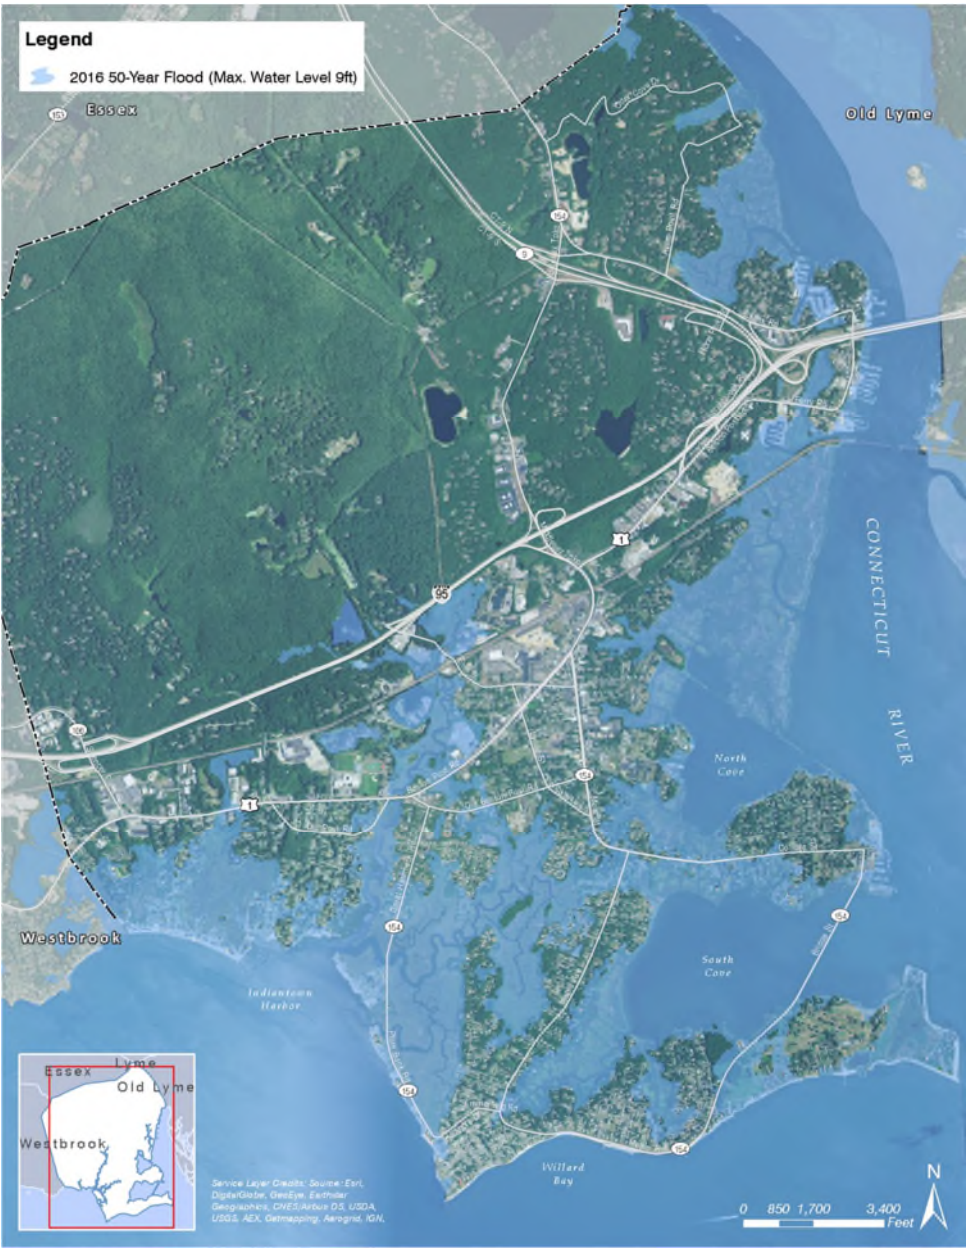 Legend
2016 50-Year Flood (Max. Water Level 9ft)
153
Essex
Old Lyme
154
9
1
95
CONNECTICUT
RIVER
166
North
Cove
154
1
154
154
South
Cove
Westbrook
Indiantown
Harbor
154
154
Willard
Bay
Essex
Lyme
Old Lyme
Westbrook
Service Layer Credits: Source: Esri,
DigitalGlobe, GeoEye, Earthstar
Geographics, CNES/Airbus DS, USDA,
USGS, AEX, Getmapping, Aerogrid, IGN,
N
0 850 1,700 3,400
Feet